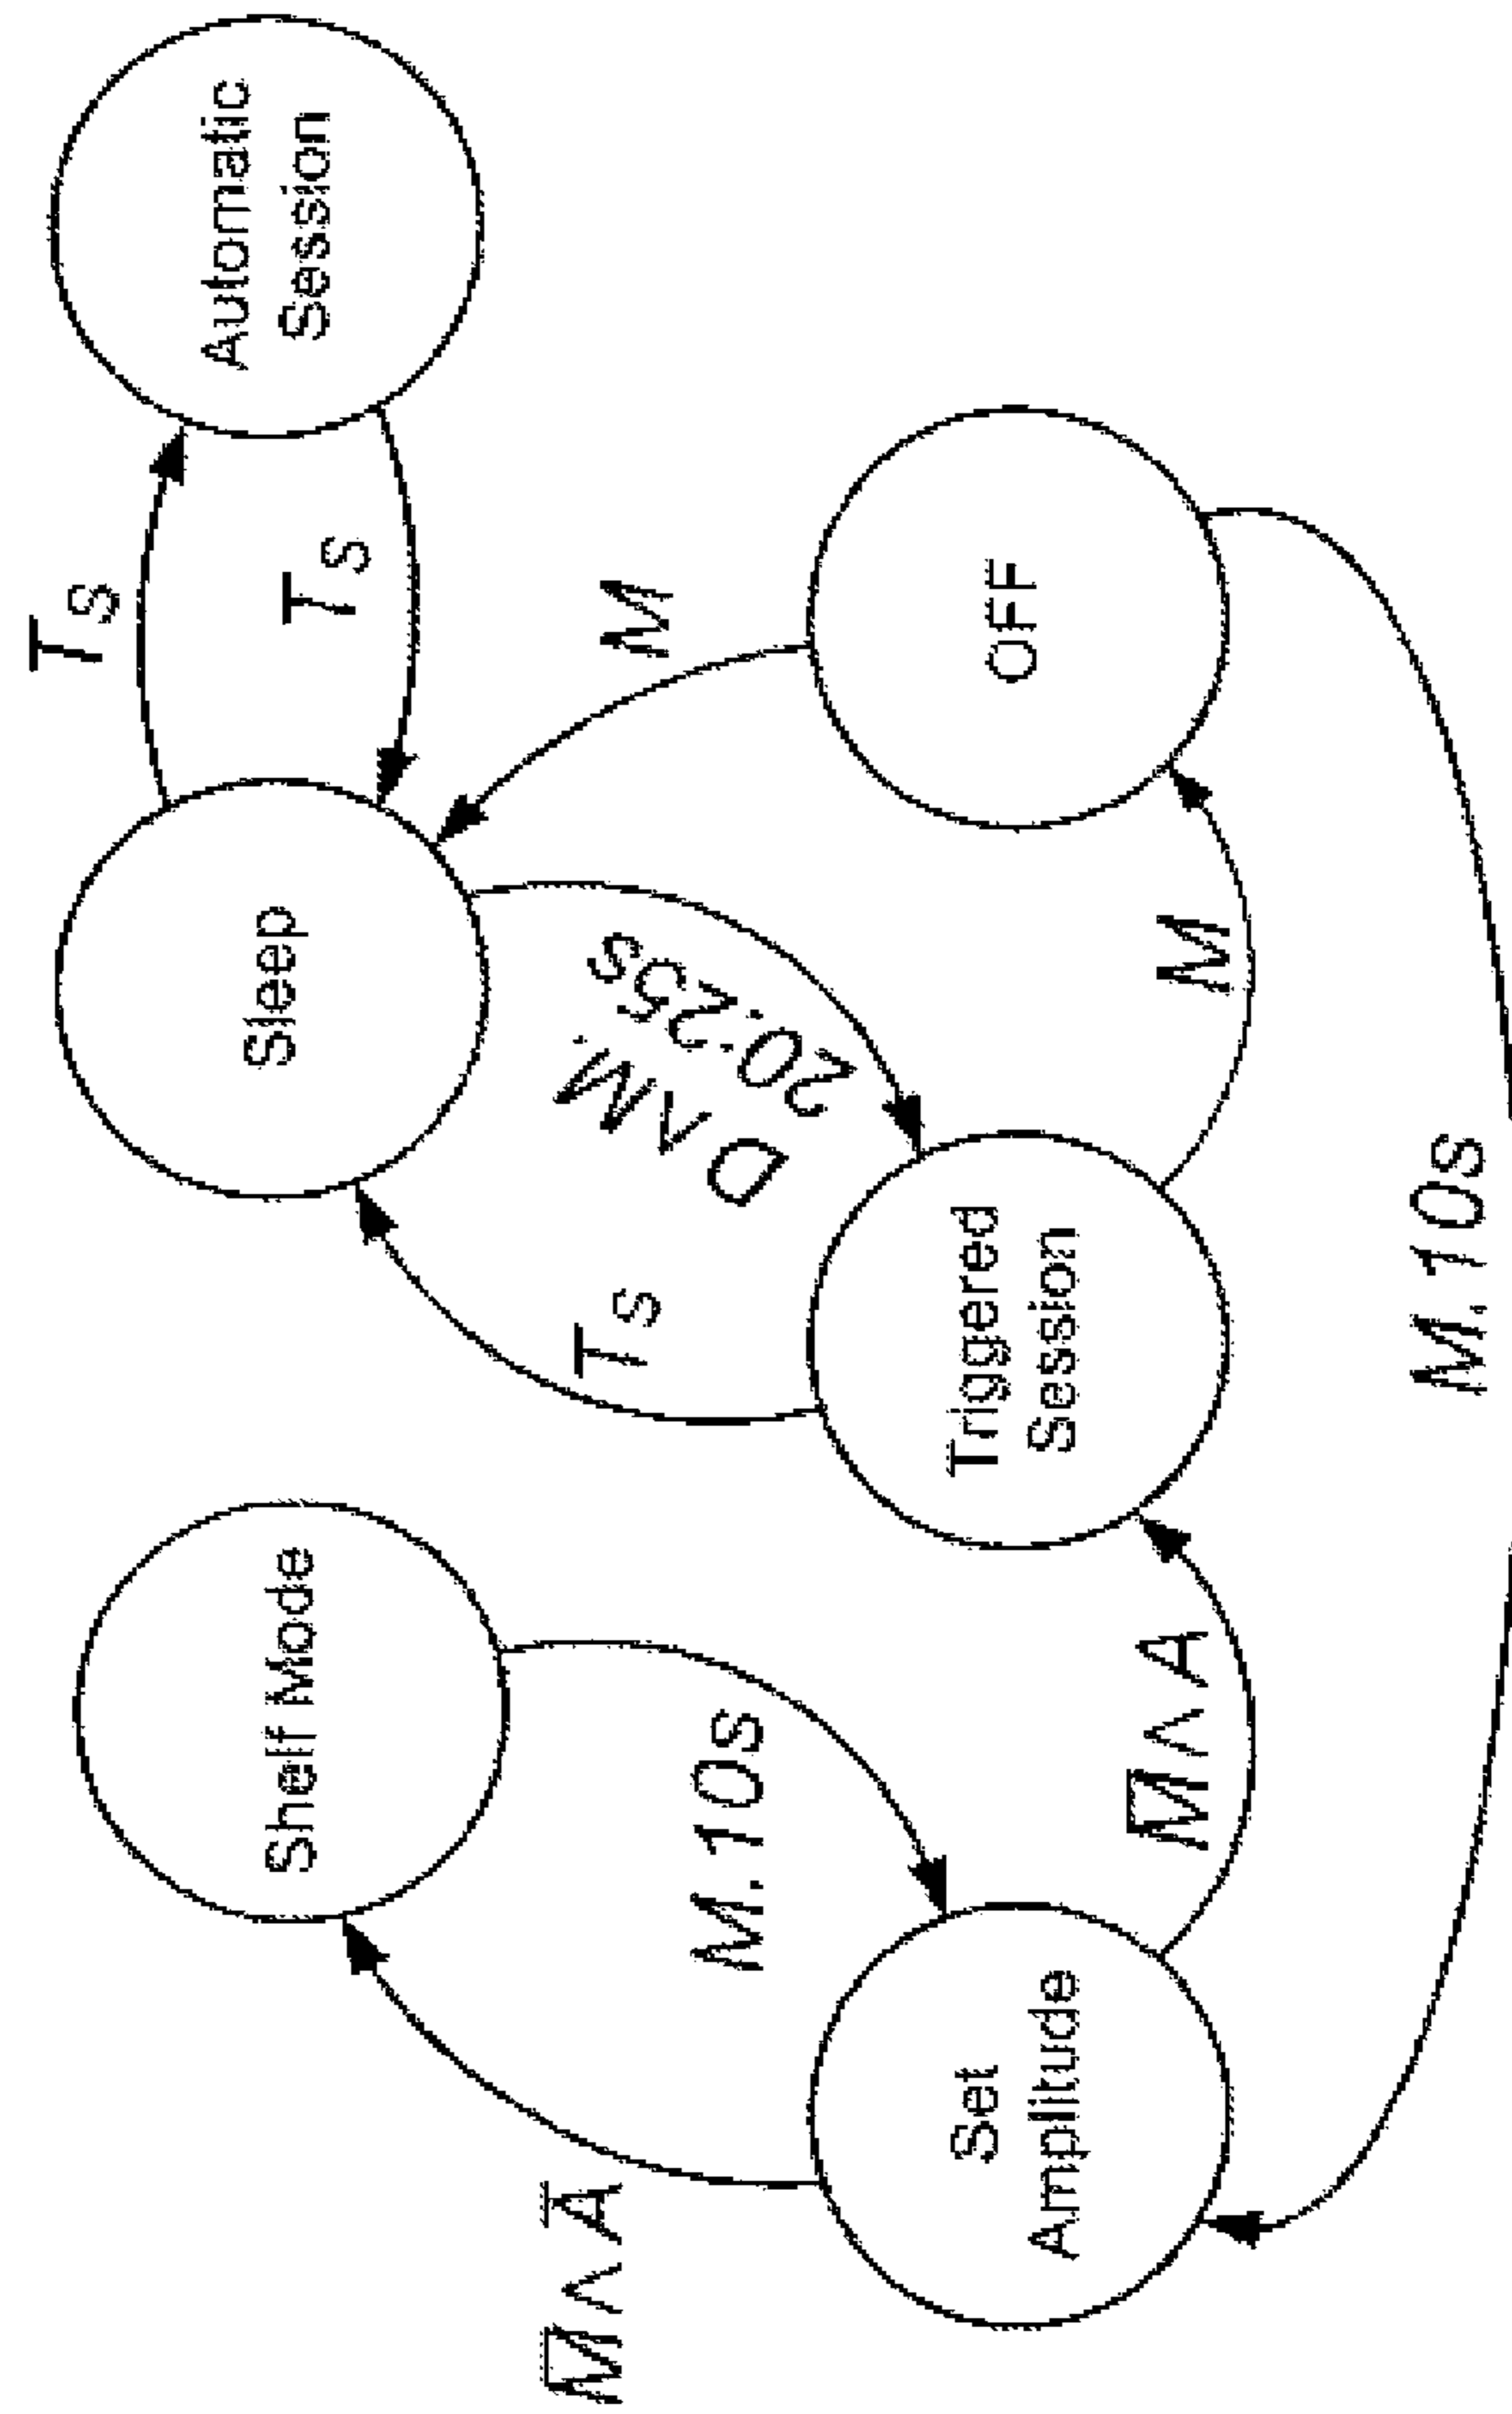 T_S
Automatic
Session
Sleep
Shelf Mode
T_S
M̅ ∧ A̅
M.10s
T_S
D ∧ M.
20.25s
M
Set
Amplitude
Triggered
Session
OFF
M̅ ∧ A
M
M.10s